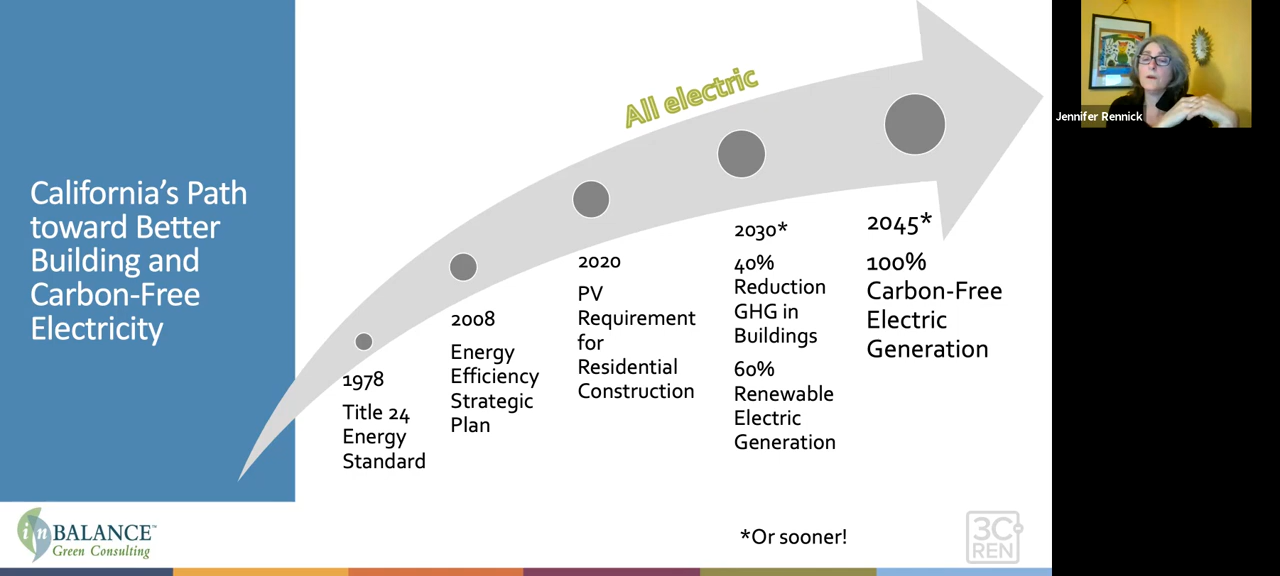 California's Path
toward Better
Building and
Carbon-Free
Electricity
All electric
1978
Title 24
Energy
Standard
2008
Energy
Efficiency
Strategic
Plan
2020
PV
Requirement
for
Residential
Construction
2030*
40%
Reduction
GHG in
Buildings
60%
Renewable
Electric
Generation
2045*
100%
Carbon-Free
Electric
Generation
*Or sooner!
in BALANCE™
Green Consulting
3C
REN
Jennifer Rennick